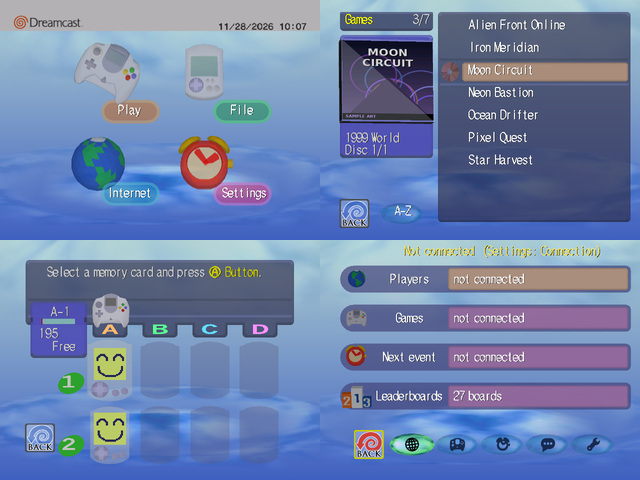 Dreamcast
11/28/2026 10:07
Play
File
Internet
Settings
Games 3/7
MOON
CIRCUIT
SAMPLE ART
1999 World
Disc 1/1
Alien Front Online
Iron Meridian
Moon Circuit
Neon Bastion
Ocean Drifter
Pixel Quest
Star Harvest
BACK
A-Z
Select a memory card and press A Button.
A-1
195
Free
A B C D
1
2
BACK
Not connected (Settings: Connection)
Players not connected
Games not connected
Next event not connected
2 1 3 Leaderboards 27 boards
BACK